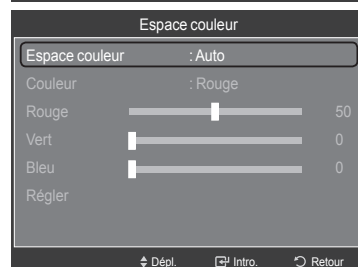 Espace couleur
Espace couleur : Auto
Couleur : Rouge
Rouge 50
Vert 0
Bleu 0
Régler
Dépl. Intro. Retour